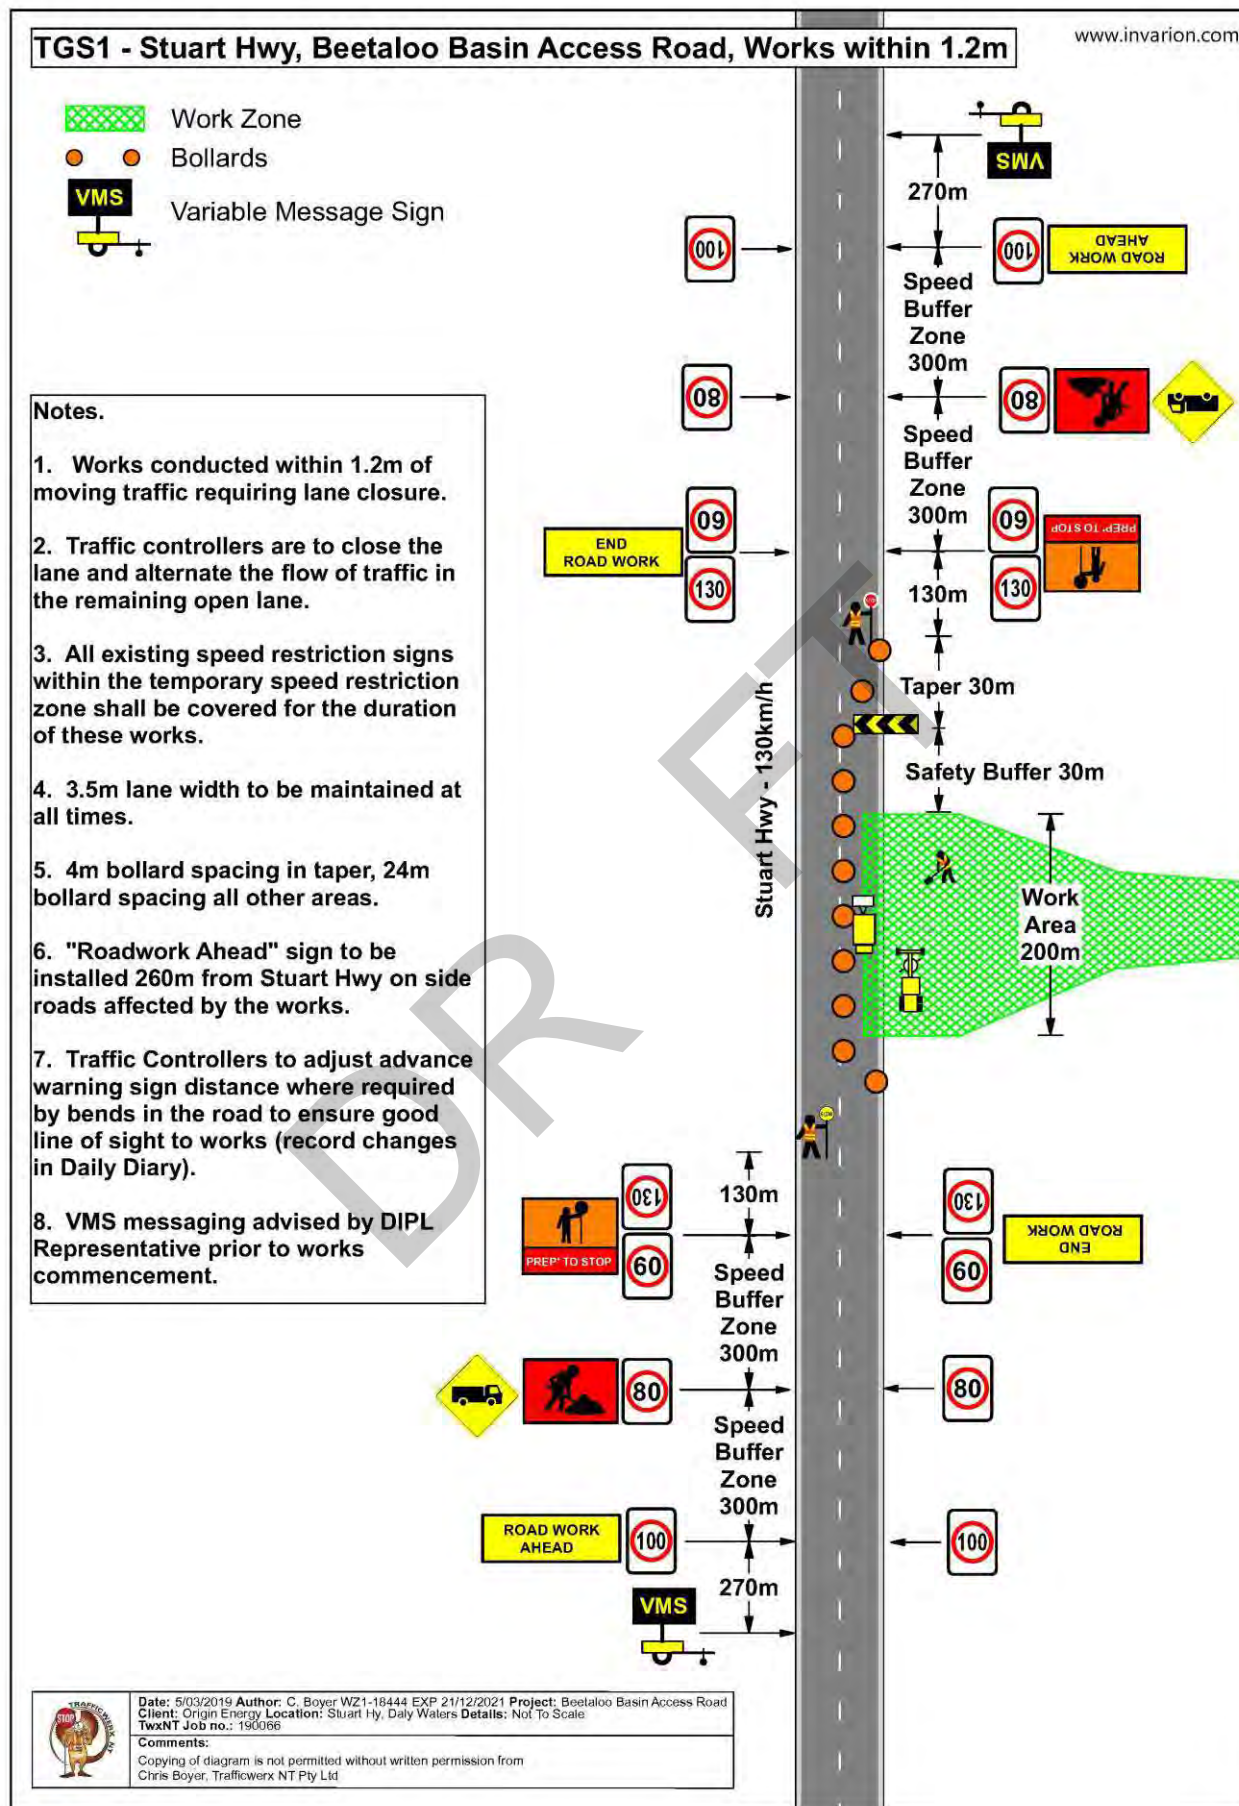 TGS1 - Stuart Hwy, Beetaloo Basin Access Road, Works within 1.2m
www.invarion.com
Work Zone
Bollards
VMS
Variable Message Sign
Notes.
1. Works conducted within 1.2m of
moving traffic requiring lane closure.
2. Traffic controllers are to close the
lane and alternate the flow of traffic in
the remaining open lane.
3. All existing speed restriction signs
within the temporary speed restriction
zone shall be covered for the duration
of these works.
4. 3.5m lane width to be maintained at
all times.
5. 4m bollard spacing in taper, 24m
bollard spacing all other areas.
6. "Roadwork Ahead" sign to be
installed 260m from Stuart Hwy on side
roads affected by the works.
7. Traffic Controllers to adjust advance
warning sign distance where required
by bends in the road to ensure good
line of sight to works (record changes
in Daily Diary).
8. VMS messaging advised by DIPL
Representative prior to works
commencement.
VMS
270m
100
100
ROAD WORK
AHEAD
Speed
Buffer
Zone
300m
80
80
Speed
Buffer
Zone
300m
END
ROAD WORK
60
130
60
130
PREP' TO STOP
130m
Taper 30m
Safety Buffer 30m
Stuart Hwy - 130km/h
Work
Area
200m
DR FT
130m
PREP' TO STOP
130
60
130
60
END
ROAD WORK
Speed
Buffer
Zone
300m
80
80
Speed
Buffer
Zone
300m
ROAD WORK
AHEAD
100
100
270m
VMS
TRAFFICWERX NT
STOP
Date: 5/03/2019 Author: C. Boyer WZ1-18444 EXP 21/12/2021 Project: Beetaloo Basin Access Road
Client: Origin Energy Location: Stuart Hy, Daly Waters Details: Not To Scale
TwxNT Job no.: 190066
Comments:
Copying of diagram is not permitted without written permission from
Chris Boyer, Trafficwerx NT Pty Ltd